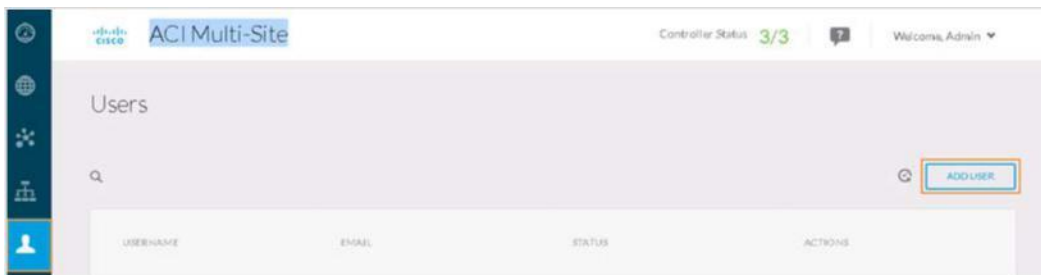 CISCO ACI Multi-Site Controller Status 3/3 ? Welcome, Admin
Users
ADD USER
USERNAME EMAIL STATUS ACTIONS